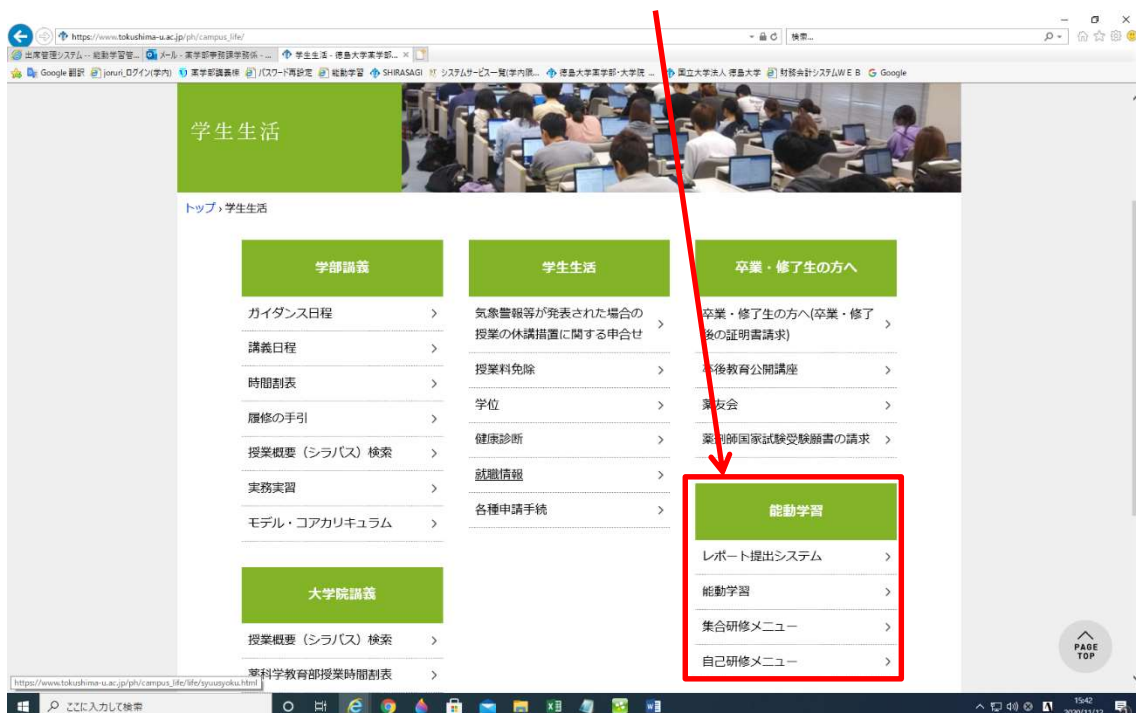 https://www.tokushima-u.ac.jp/ph/campus_life/
検索...
出席管理システム -- 能動学習管...
メール - 薬学部事務課学務係 - ...
学生生活 - 徳島大学薬学部...
Google 翻訳
joruri_ログイン(学内)
薬学部講義棟
パスワード再設定
能動学習
SHIRASAGI
システムサービス一覧(学内限...
徳島大学薬学部・大学院 ...
国立大学法人 徳島大学
財務会計システムＷＥＢ
Google
学生生活
トップ › 学生生活
学部講義
ガイダンス日程
講義日程
時間割表
履修の手引
授業概要（シラバス）検索
実務実習
モデル・コアカリキュラム
大学院講義
授業概要（シラバス）検索
薬科学教育部授業時間割表
学生生活
気象警報等が発表された場合の
授業の休講措置に関する申合せ
授業料免除
学位
健康診断
就職情報
各種申請手続
卒業・修了生の方へ
卒業・修了生の方へ(卒業・修了
後の証明書請求)
卒後教育公開講座
薬友会
薬剤師国家試験受験願書の請求
能動学習
レポート提出システム
能動学習
集合研修メニュー
自己研修メニュー
PAGE
TOP
https://www.tokushima-u.ac.jp/ph/campus_life/life/syuusyoku.html
ここに入力して検索
15:42
2020/11/12